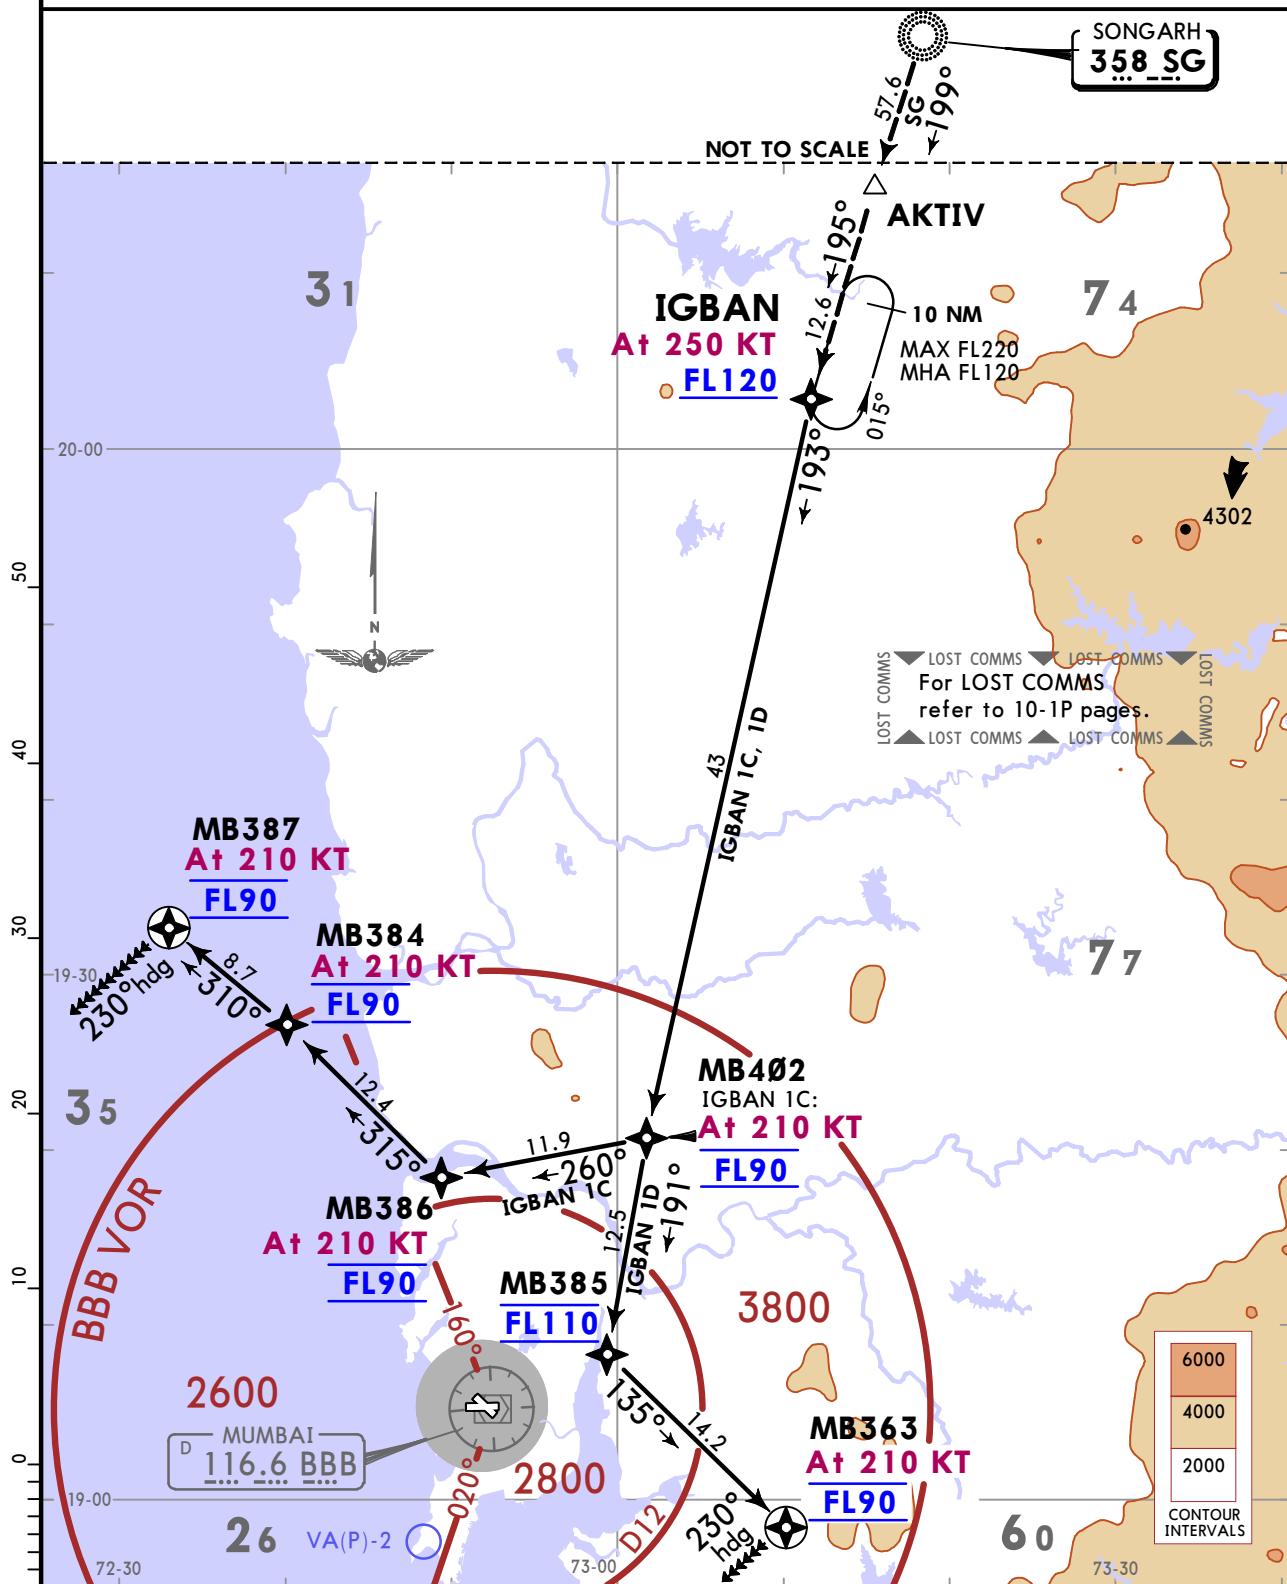 SONGARH
358 SG
57.6
SG
199°
NOT TO SCALE
AKTIV
195°
12.6
31
74
IGBAN
At 250 KT
FL120
10 NM
MAX FL220
MHA FL120
015°
193°
20-00
4302
N
50
40
30
20
10
0
LOST COMMS LOST COMMS
LOST COMMS
For LOST COMMS
refer to 10-1P pages.
LOST COMMS
LOST COMMS LOST COMMS
43
IGBAN 1C, 1D
MB387
At 210 KT
FL90
8.7
310°
230°hdg
19-30
MB384
At 210 KT
FL90
77
35
12.4
315°
MB4Ø2
IGBAN 1C:
At 210 KT
FL90
11.9
260°
IGBAN 1C
MB386
At 210 KT
FL90
12.5
IGBAN 1D
191°
BBB VOR
MB385
FL110
3800
160°
2600
MUMBAI
D 116.6 BBB
020°
2800
135°
14.2
MB363
At 210 KT
FL90
D12
230°
hdg
19-00
26
VA(P)-2
60
72-30
73-00
73-30
6000
4000
2000
CONTOUR
INTERVALS